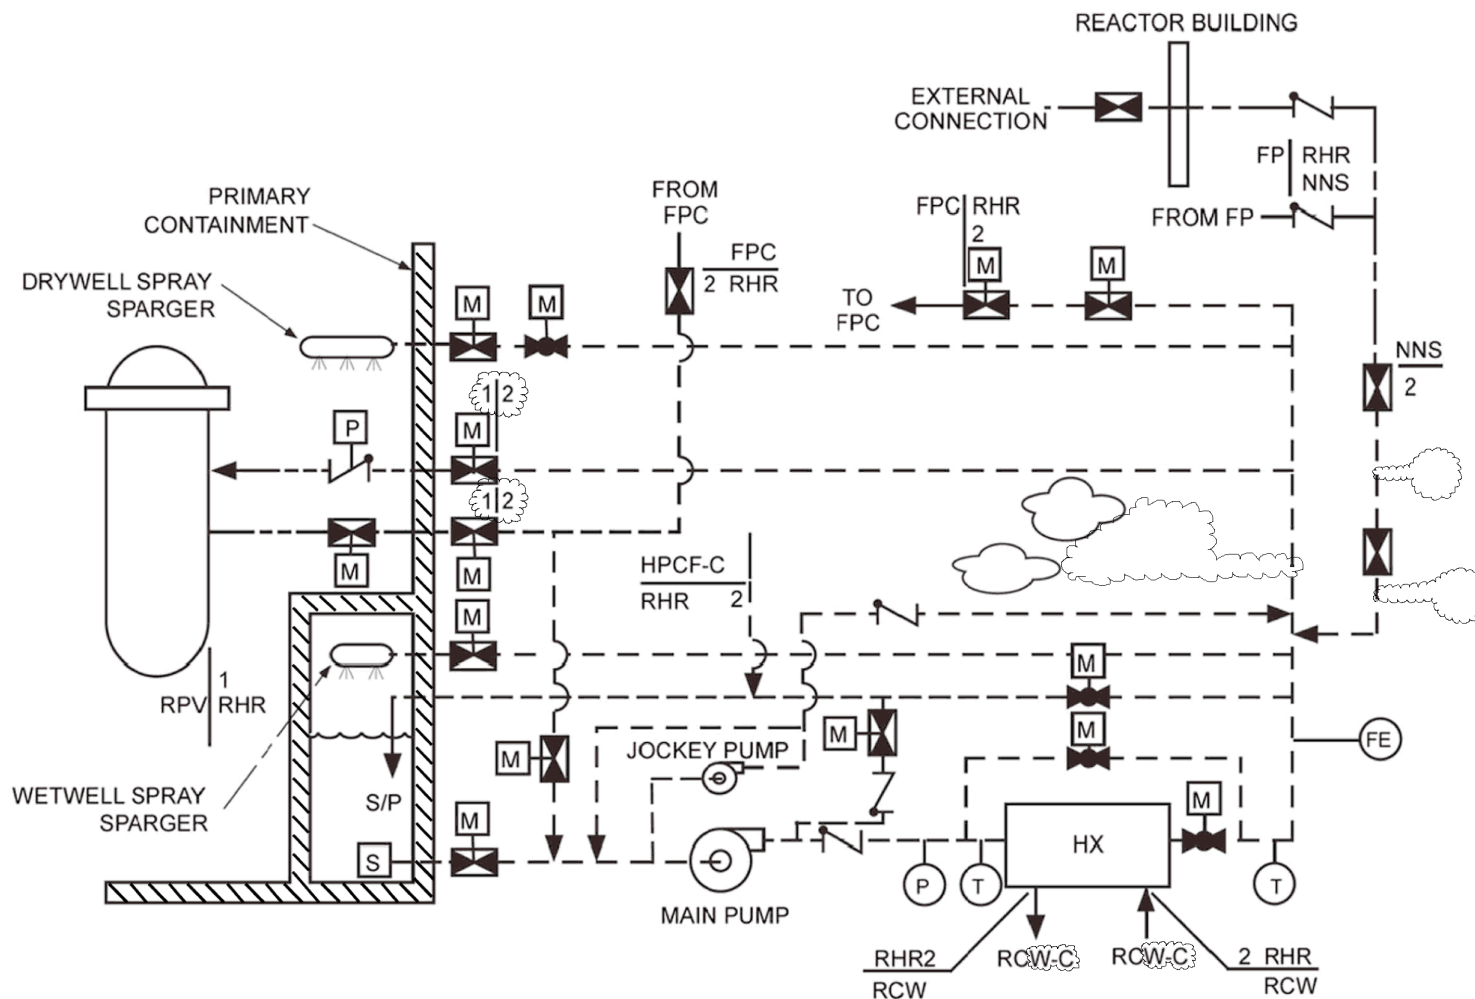 REACTOR BUILDING
EXTERNAL
CONNECTION
FP RHR
NNS
FROM FP
PRIMARY
CONTAINMENT
FROM
FPC
FPC RHR
2
FPC
2 RHR
DRYWELL SPRAY
SPARGER
M
M
M
M
TO
FPC
NNS
2
1 2
P
M
1 2
M
M
HPCF-C
RHR 2
M
M
1
RPV RHR
M
M
M
JOCKEY PUMP
FE
WETWELL SPRAY
SPARGER
S/P
M
M
HX
S
P
T
T
MAIN PUMP
RHR2
RCW
RCW-C
RCW-C
2 RHR
RCW